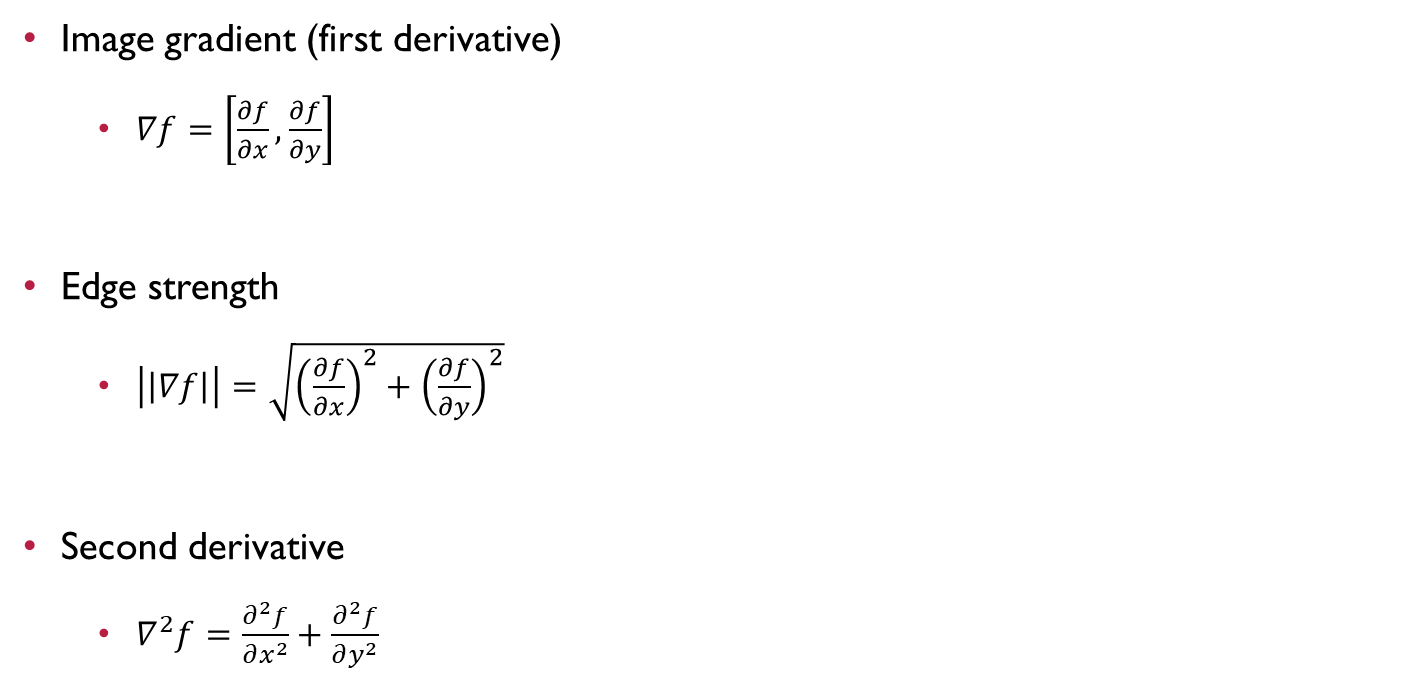 • Image gradient (first derivative)
• ∇f = [∂f/∂x, ∂f/∂y]
• Edge strength
• ||∇f|| = √((∂f/∂x)² + (∂f/∂y)²)
• Second derivative
• ∇²f = ∂²f/∂x² + ∂²f/∂y²